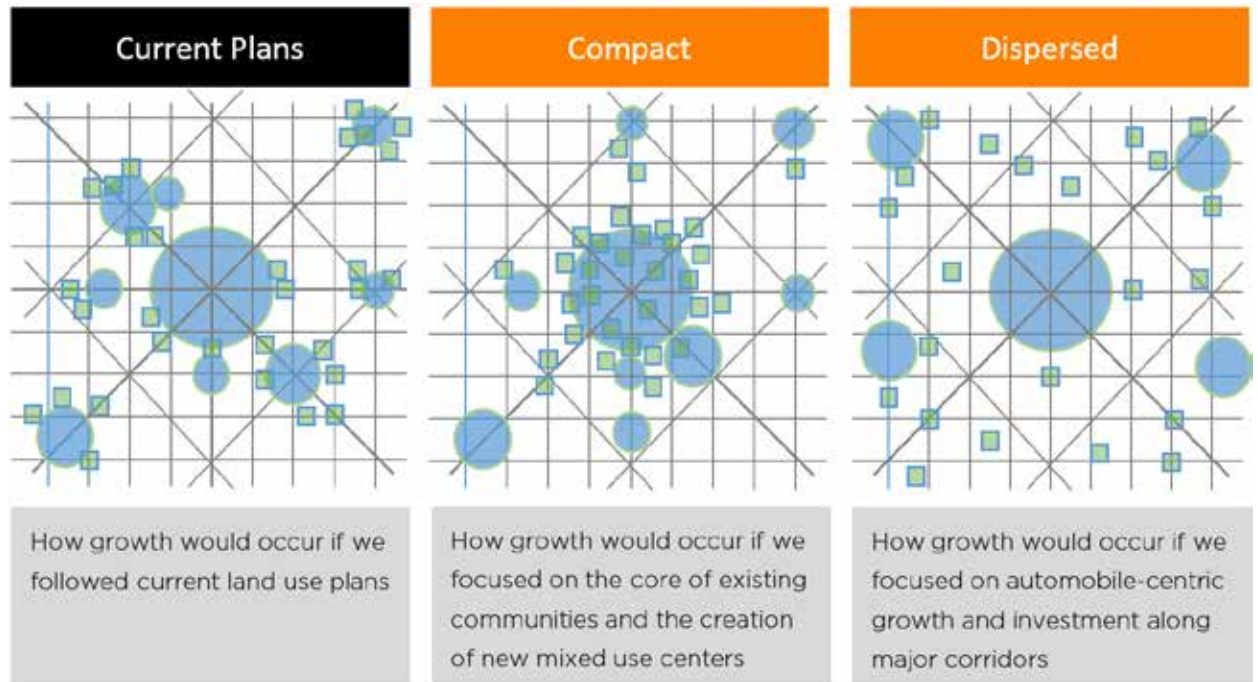 Current Plans
Compact
Dispersed
How growth would occur if we
followed current land use plans
How growth would occur if we
focused on the core of existing
communities and the creation
of new mixed use centers
How growth would occur if we
focused on automobile-centric
growth and investment along
major corridors